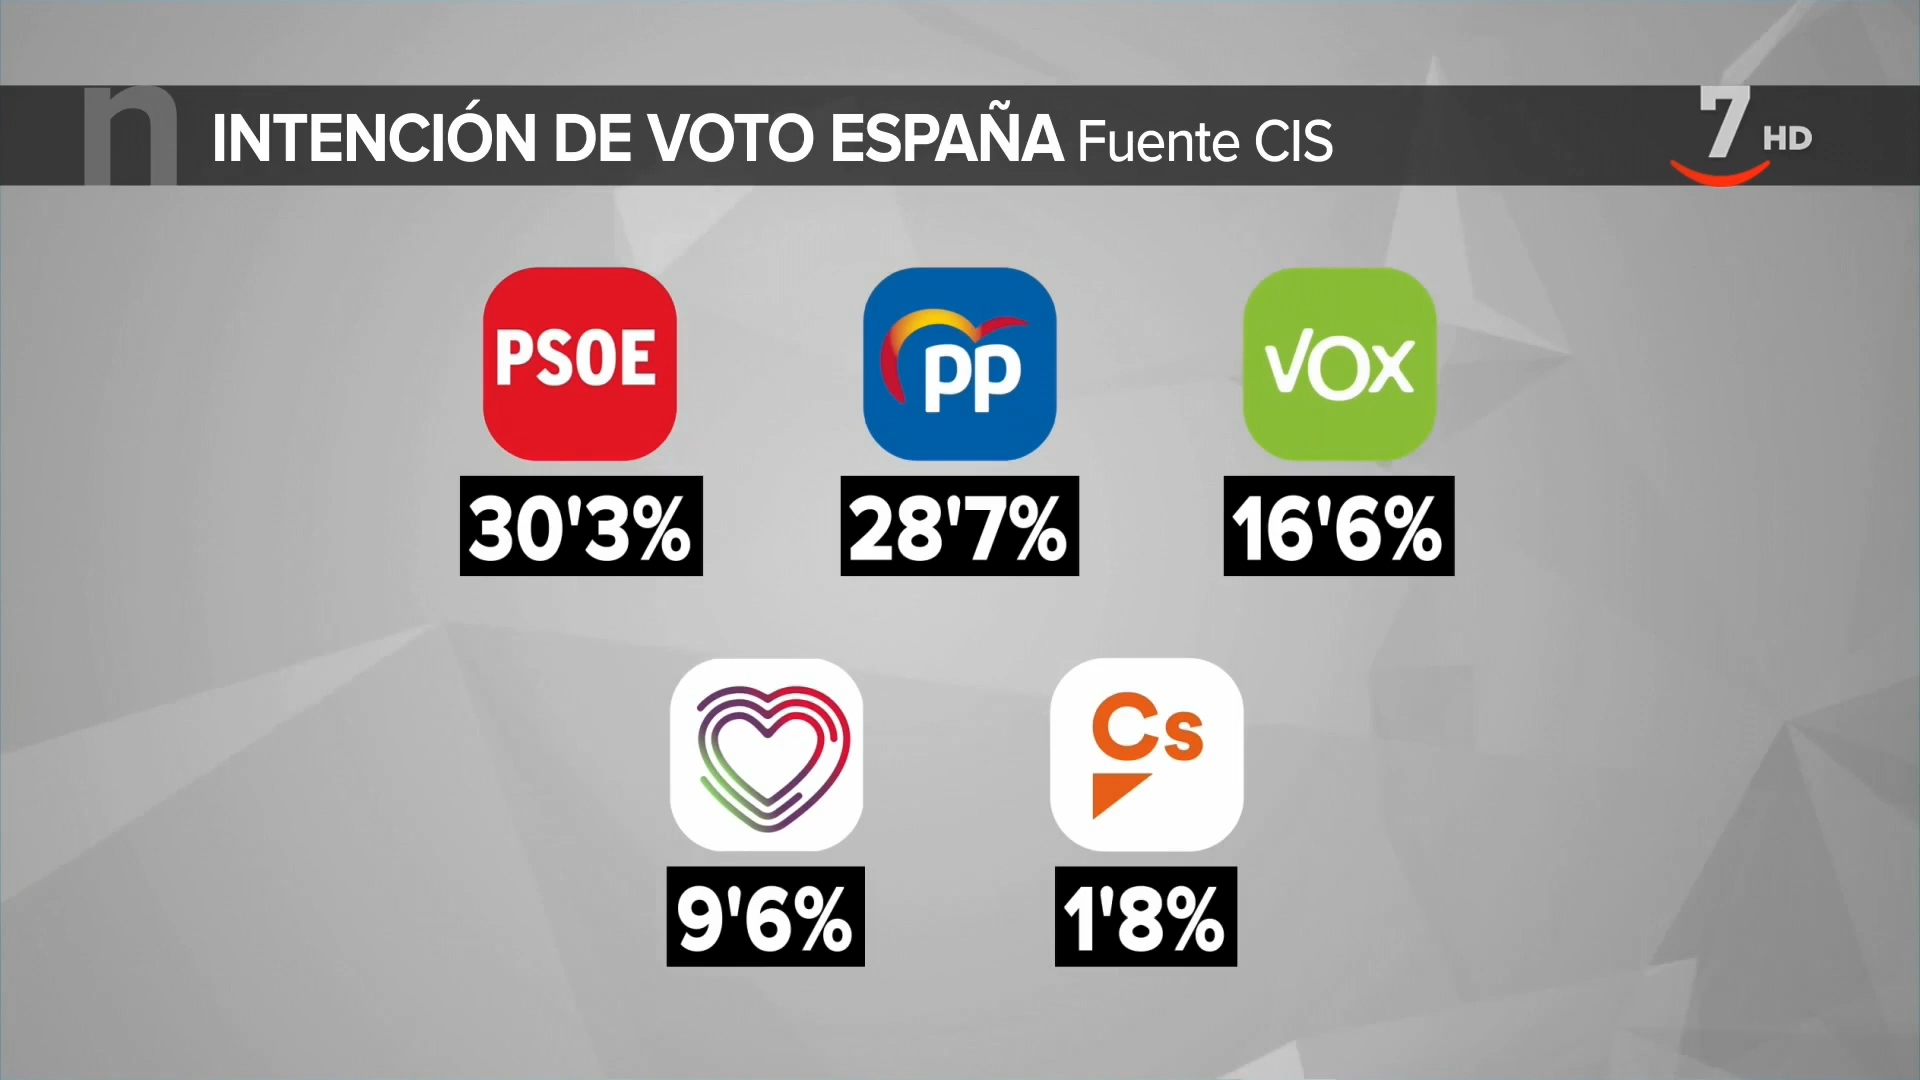 n
INTENCIÓN DE VOTO ESPAÑA Fuente CIS
7 HD
PSOE
pp
VOX
30'3%
28'7%
16'6%
Cs
9'6%
1'8%